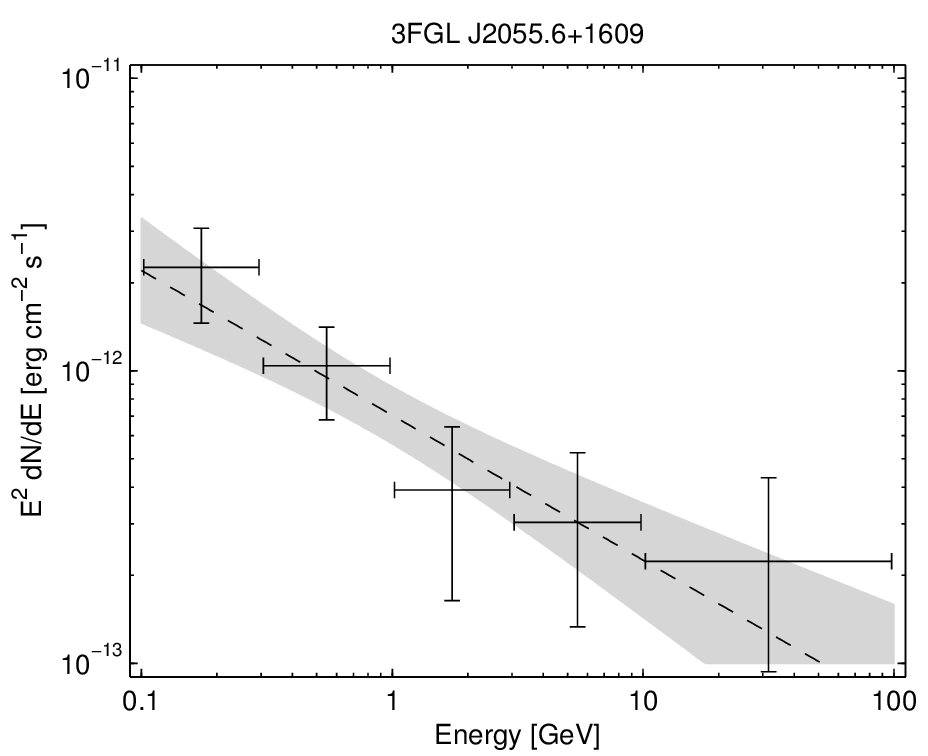 3FGL J2055.6+1609
10⁻¹¹
10⁻¹²
10⁻¹³
E² dN/dE [erg cm⁻² s⁻¹]
0.1 1 10 100
Energy [GeV]